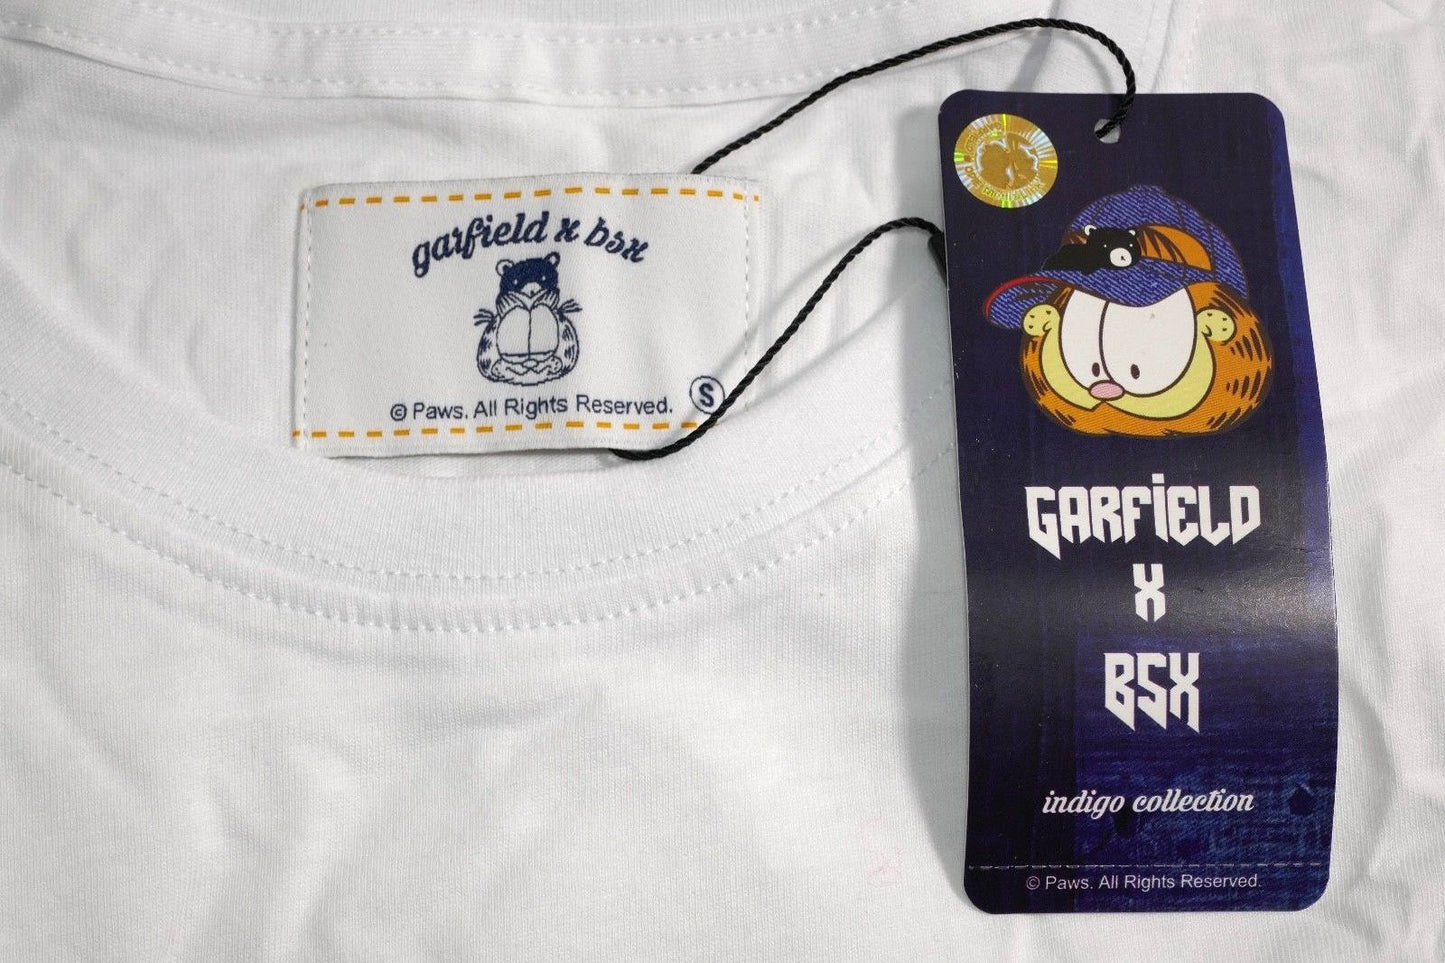 garfield x bsx
© Paws. All Rights Reserved.
S
GARFiELD
X
BSX
indigo collection
© Paws. All Rights Reserved.